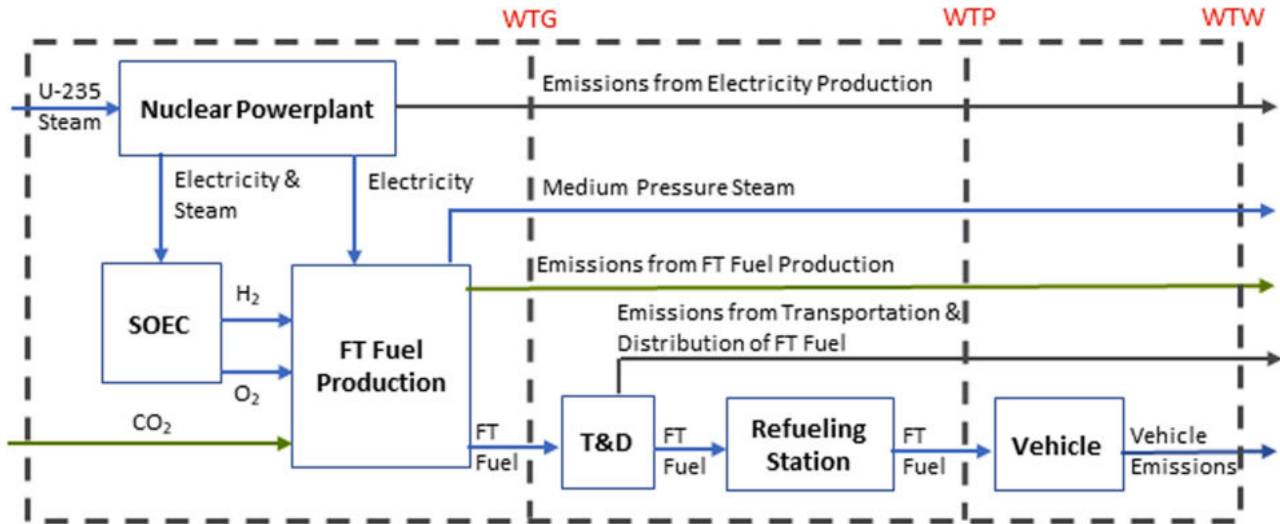 WTG
WTP
WTW
U-235
Steam
Nuclear Powerplant
Emissions from Electricity Production
Electricity &
Steam
Electricity
Medium Pressure Steam
Emissions from FT Fuel Production
SOEC
H₂
O₂
FT Fuel
Production
Emissions from Transportation &
Distribution of FT Fuel
CO₂
FT
Fuel
T&D
FT
Fuel
Refueling
Station
FT
Fuel
Vehicle
Vehicle
Emissions